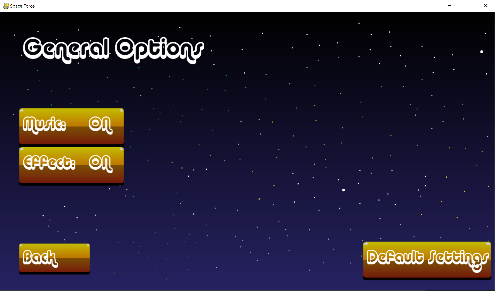 General Options
Music: ON
Effect: ON
Back
Default Settings